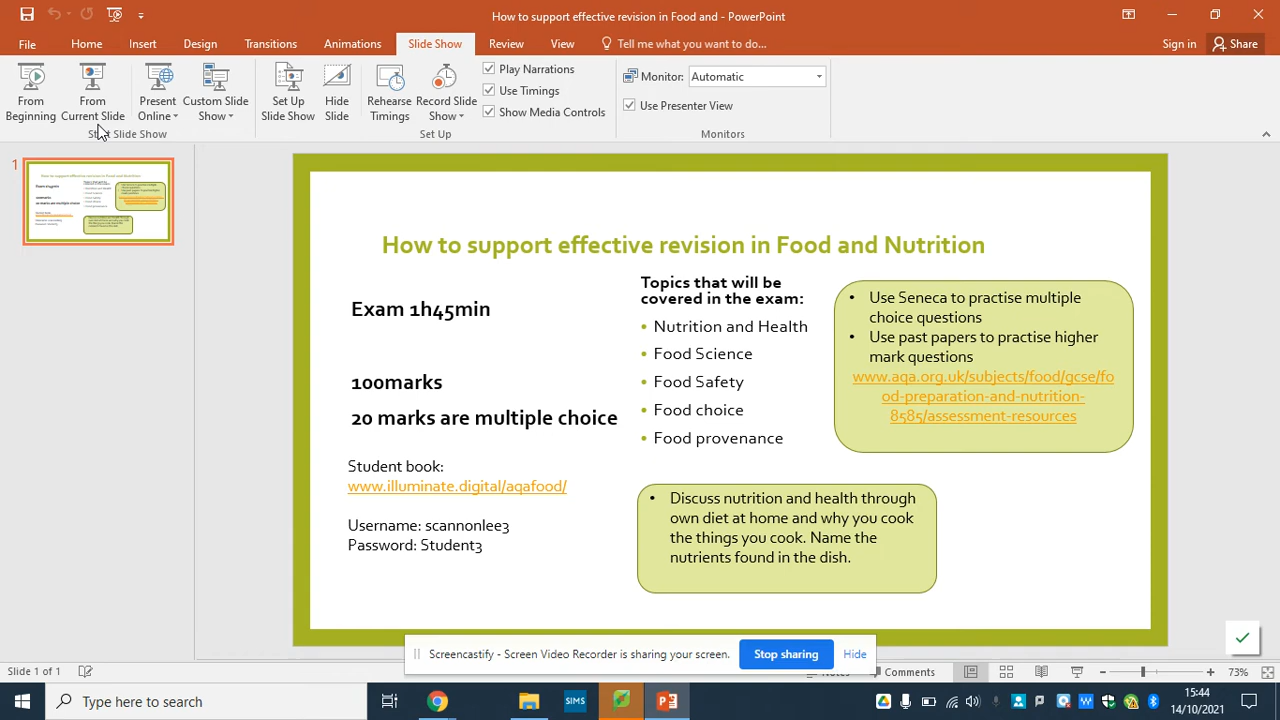 How to support effective revision in Food and - PowerPoint
File
Home
Insert
Design
Transitions
Animations
Slide Show
Review
View
Tell me what you want to do...
Sign in
Share
From Beginning
From Current Slide
Present Online
Custom Slide Show
Set Up Slide Show
Hide Slide
Rehearse Timings
Record Slide Show
Play Narrations
Use Timings
Show Media Controls
Monitor:
Automatic
Use Presenter View
Start Slide Show
Set Up
Monitors
1
How to support effective revision in Food and Nutrition
Exam 1h45min
100marks
20 marks are multiple choice
Student book:
www.illuminate.digital/aqafood/
Username: scannonlee3
Password: Student3
Topics that will be
covered in the exam:
• Nutrition and Health
• Food Science
• Food Safety
• Food choice
• Food provenance
• Use Seneca to practise multiple
choice questions
• Use past papers to practise higher
mark questions
www.aqa.org.uk/subjects/food/gcse/fo
od-preparation-and-nutrition-
8585/assessment-resources
• Discuss nutrition and health through
own diet at home and why you cook
the things you cook. Name the
nutrients found in the dish.
Screencastify - Screen Video Recorder is sharing your screen.
Stop sharing
Hide
Slide 1 of 1
Notes
Comments
73%
Type here to search
SIMS
15:44
14/10/2021